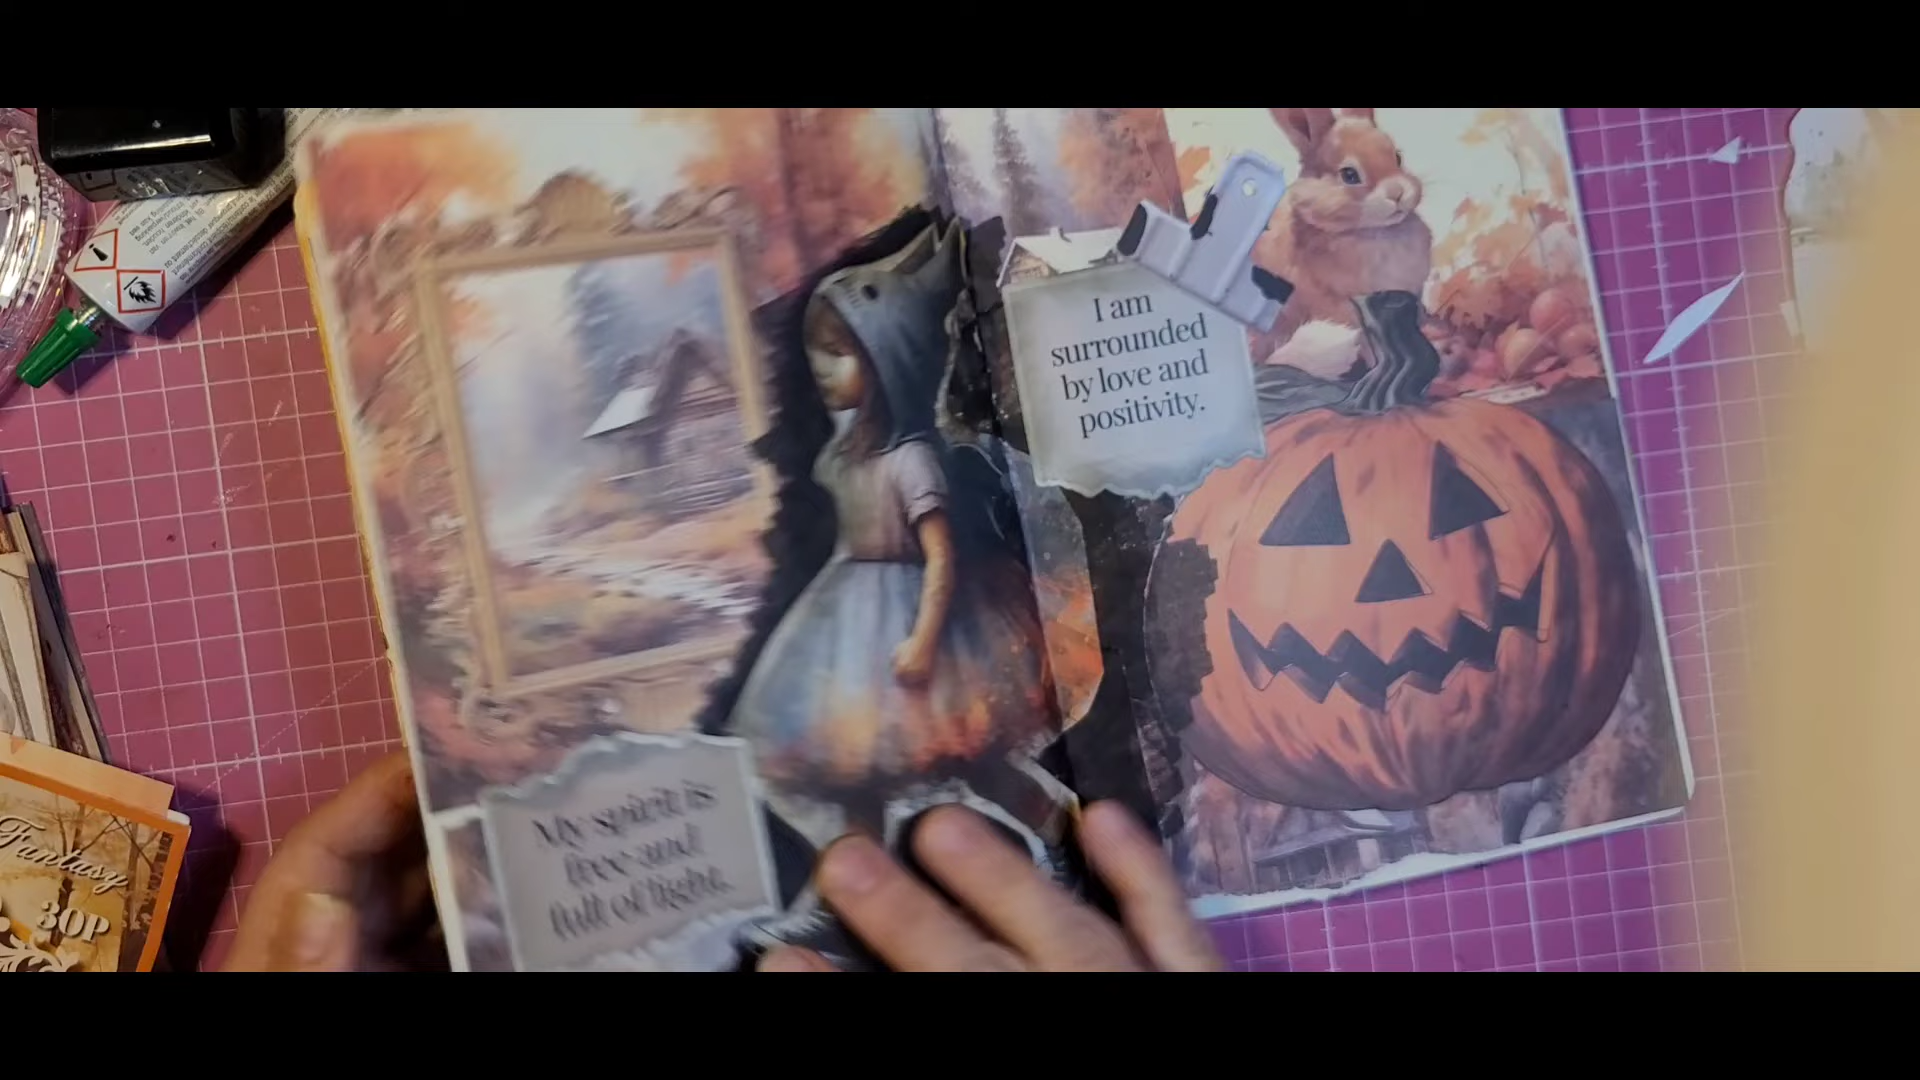 I am
surrounded
by love and
positivity.
My spirit is
free and
full of light.
Fantasy
30P